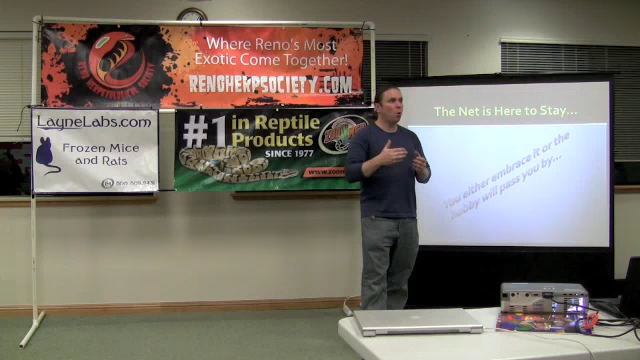 Where Reno's Most
Exotic Come Together!
RENOHERPSOCIETY.COM
LayneLabs.com
Frozen Mice
and Rats
#1 in Reptile
Products
SINCE 1977
The Net is Here to Stay...
You either embrace it or the
hobby will pass you by...